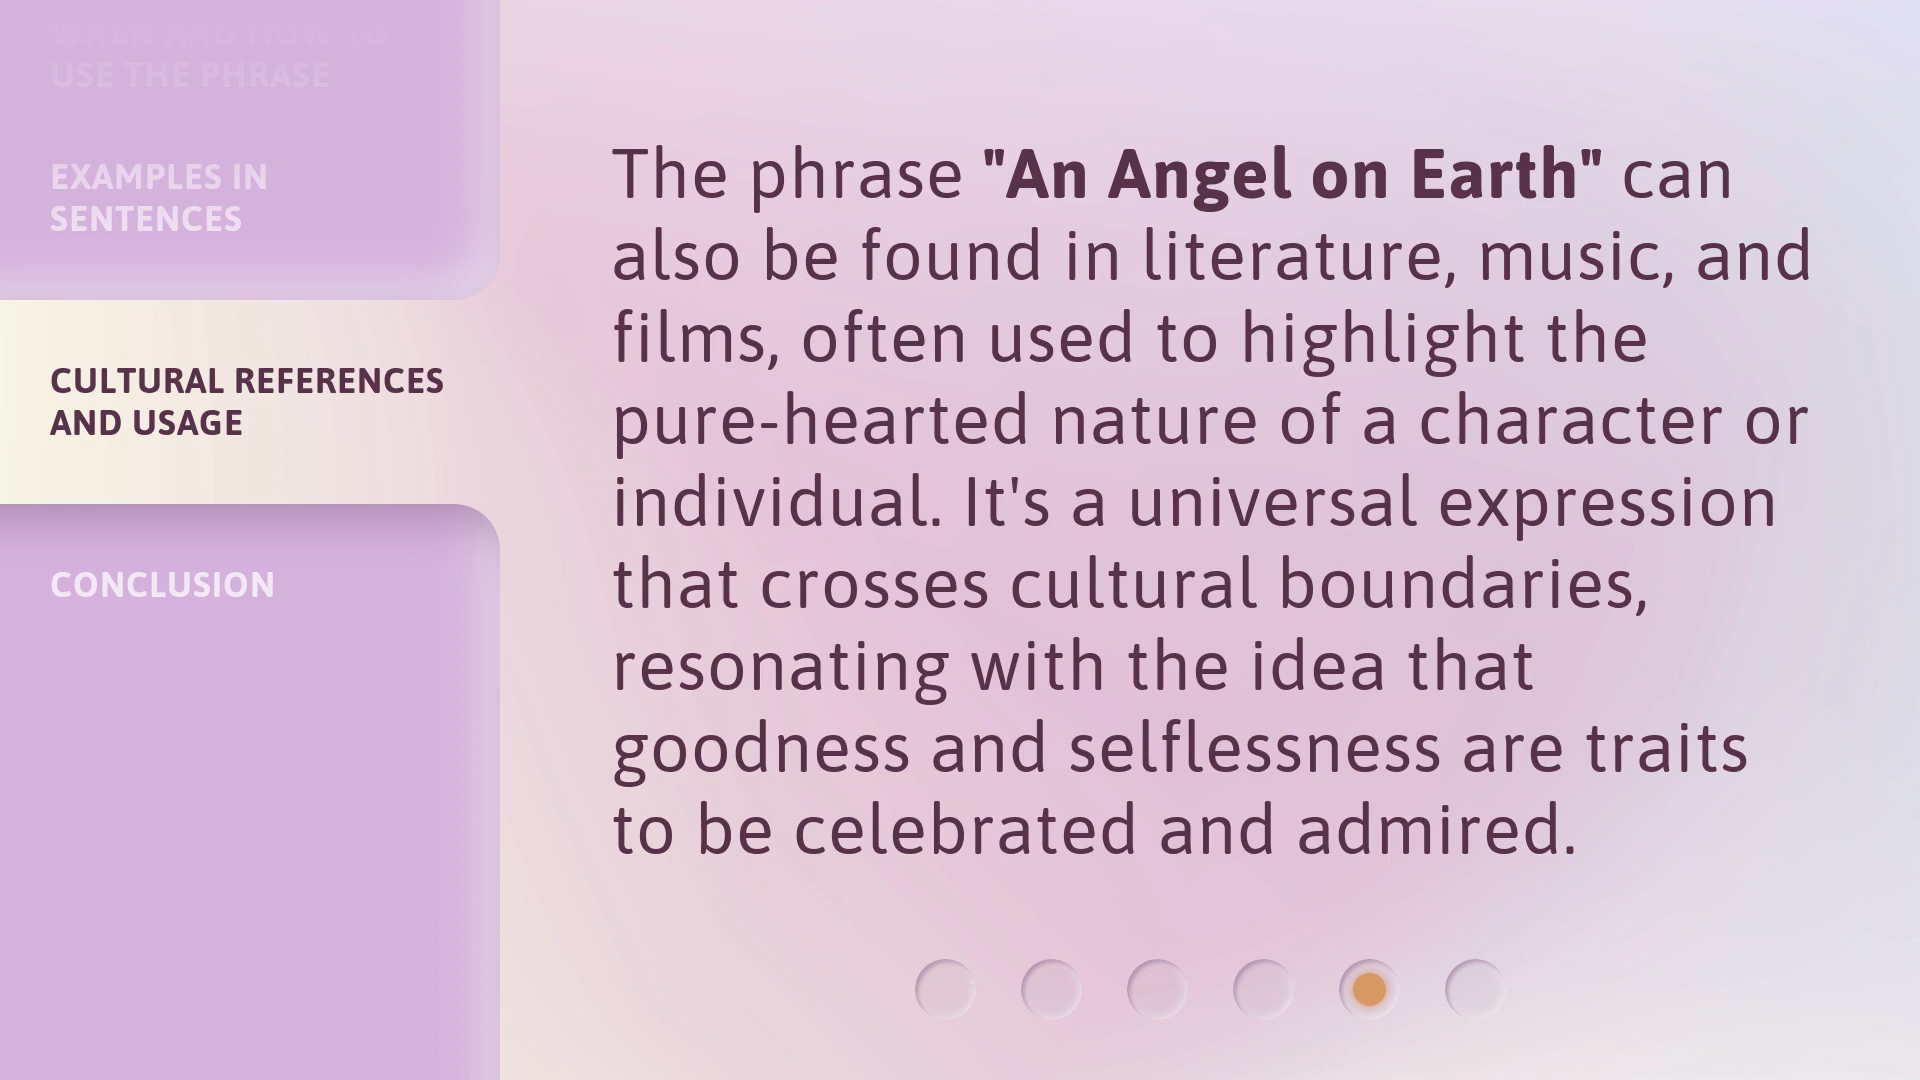 WHEN AND HOW TO
USE THE PHRASE
EXAMPLES IN
SENTENCES
CULTURAL REFERENCES
AND USAGE
CONCLUSION
The phrase "An Angel on Earth" can
also be found in literature, music, and
films, often used to highlight the
pure-hearted nature of a character or
individual. It's a universal expression
that crosses cultural boundaries,
resonating with the idea that
goodness and selflessness are traits
to be celebrated and admired.